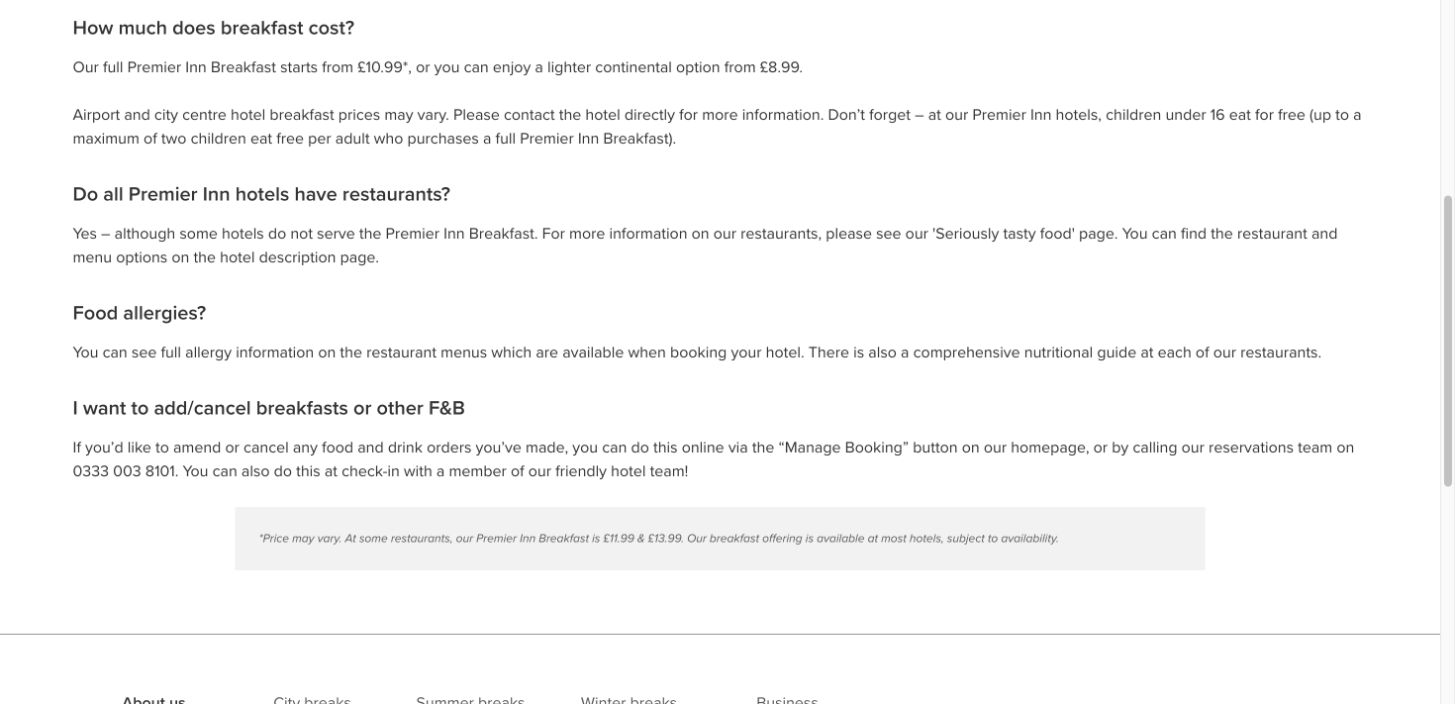 How much does breakfast cost?
Our full Premier Inn Breakfast starts from £10.99*, or you can enjoy a lighter continental option from £8.99.
Airport and city centre hotel breakfast prices may vary. Please contact the hotel directly for more information. Don’t forget – at our Premier Inn hotels, children under 16 eat for free (up to a
maximum of two children eat free per adult who purchases a full Premier Inn Breakfast).
Do all Premier Inn hotels have restaurants?
Yes – although some hotels do not serve the Premier Inn Breakfast. For more information on our restaurants, please see our 'Seriously tasty food' page. You can find the restaurant and
menu options on the hotel description page.
Food allergies?
You can see full allergy information on the restaurant menus which are available when booking your hotel. There is also a comprehensive nutritional guide at each of our restaurants.
I want to add/cancel breakfasts or other F&B
If you’d like to amend or cancel any food and drink orders you’ve made, you can do this online via the “Manage Booking” button on our homepage, or by calling our reservations team on
0333 003 8101. You can also do this at check-in with a member of our friendly hotel team!
*Price may vary. At some restaurants, our Premier Inn Breakfast is £11.99 & £13.99. Our breakfast offering is available at most hotels, subject to availability.
About us City breaks Summer breaks Winter breaks Business